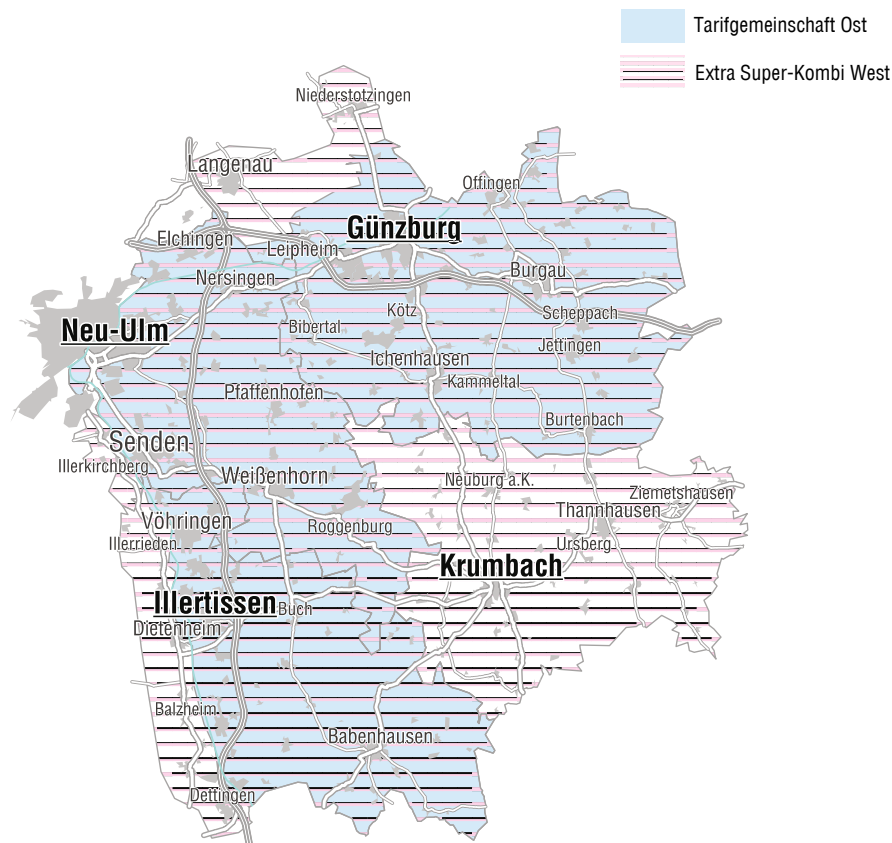 Tarifgemeinschaft Ost
Extra Super-Kombi West
Niederstotzingen
Langenau
Offingen
Günzburg
Elchingen
Leipheim
Nersingen
Burgau
Kötz
Scheppach
Bibertal
Neu-Ulm
Jettingen
Ichenhausen
Kammeltal
Pfaffenhofen
Burtenbach
Senden
Illerkirchberg
Weißenhorn
Neuburg a.K.
Ziemetshausen
Thannhausen
Vöhringen
Roggenburg
Illerrieden
Ursberg
Krumbach
Illertissen
Buch
Dietenheim
Balzheim
Babenhausen
Dettingen